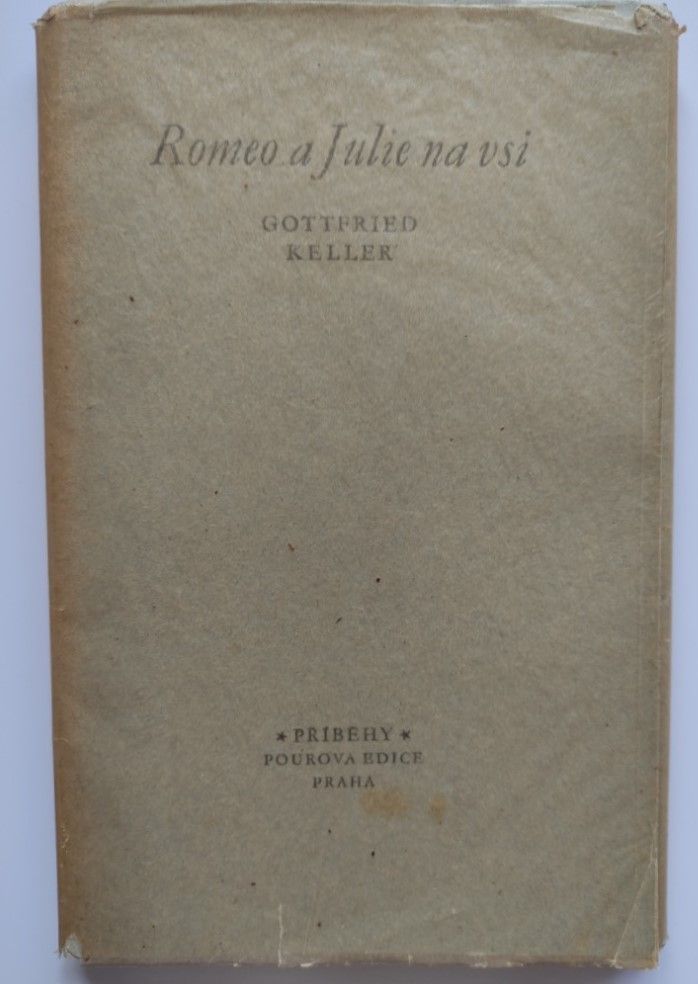 Romeo a Julie na vsi
GOTTFRIED
KELLER
★ PŘÍBĚHY ★
POUROVA EDICE
PRAHA